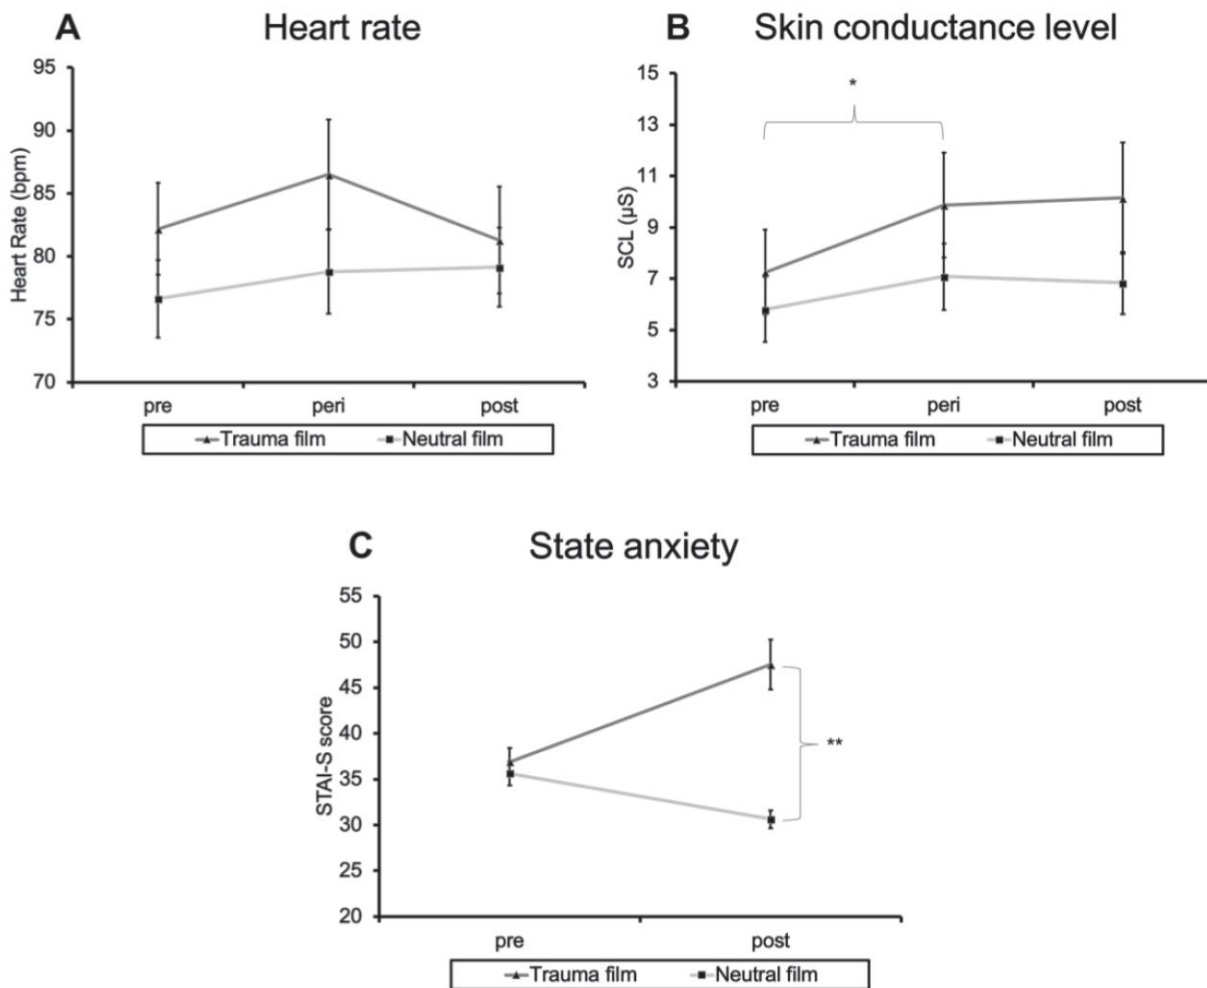 A Heart rate
95
90
85
80
75
70
Heart Rate (bpm)
pre peri post
Trauma film Neutral film
B Skin conductance level
15
13
11
9
7
5
3
SCL (µS)
*
pre peri post
Trauma film Neutral film
C State anxiety
55
50
45
40
35
30
25
20
STAI-S score
**
pre post
Trauma film Neutral film